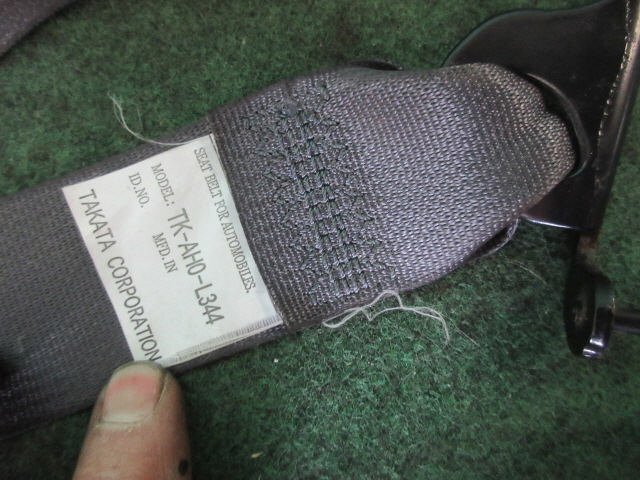 SEAT BELT FOR AUTOMOBILES.
MODEL: TK-AH0-L344
ID.NO. MFD.IN
TAKATA CORPORATION